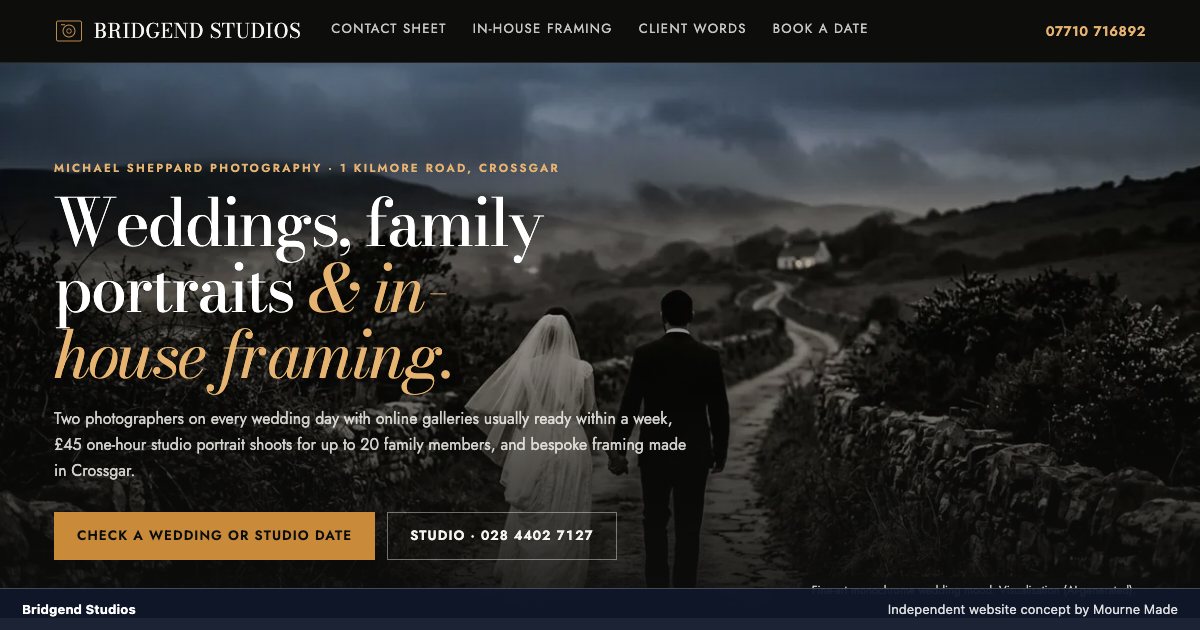 BRIDGEND STUDIOS
CONTACT SHEET
IN-HOUSE FRAMING
CLIENT WORDS
BOOK A DATE
07710 716892
MICHAEL SHEPPARD PHOTOGRAPHY · 1 KILMORE ROAD, CROSSGAR
Weddings, family
portraits & in-
house framing.
Two photographers on every wedding day with online galleries usually ready within a week,
£45 one-hour studio portrait shoots for up to 20 family members, and bespoke framing made
in Crossgar.
CHECK A WEDDING OR STUDIO DATE
STUDIO · 028 4402 7127
Bridgend Studios
Independent website concept by Mourne Made